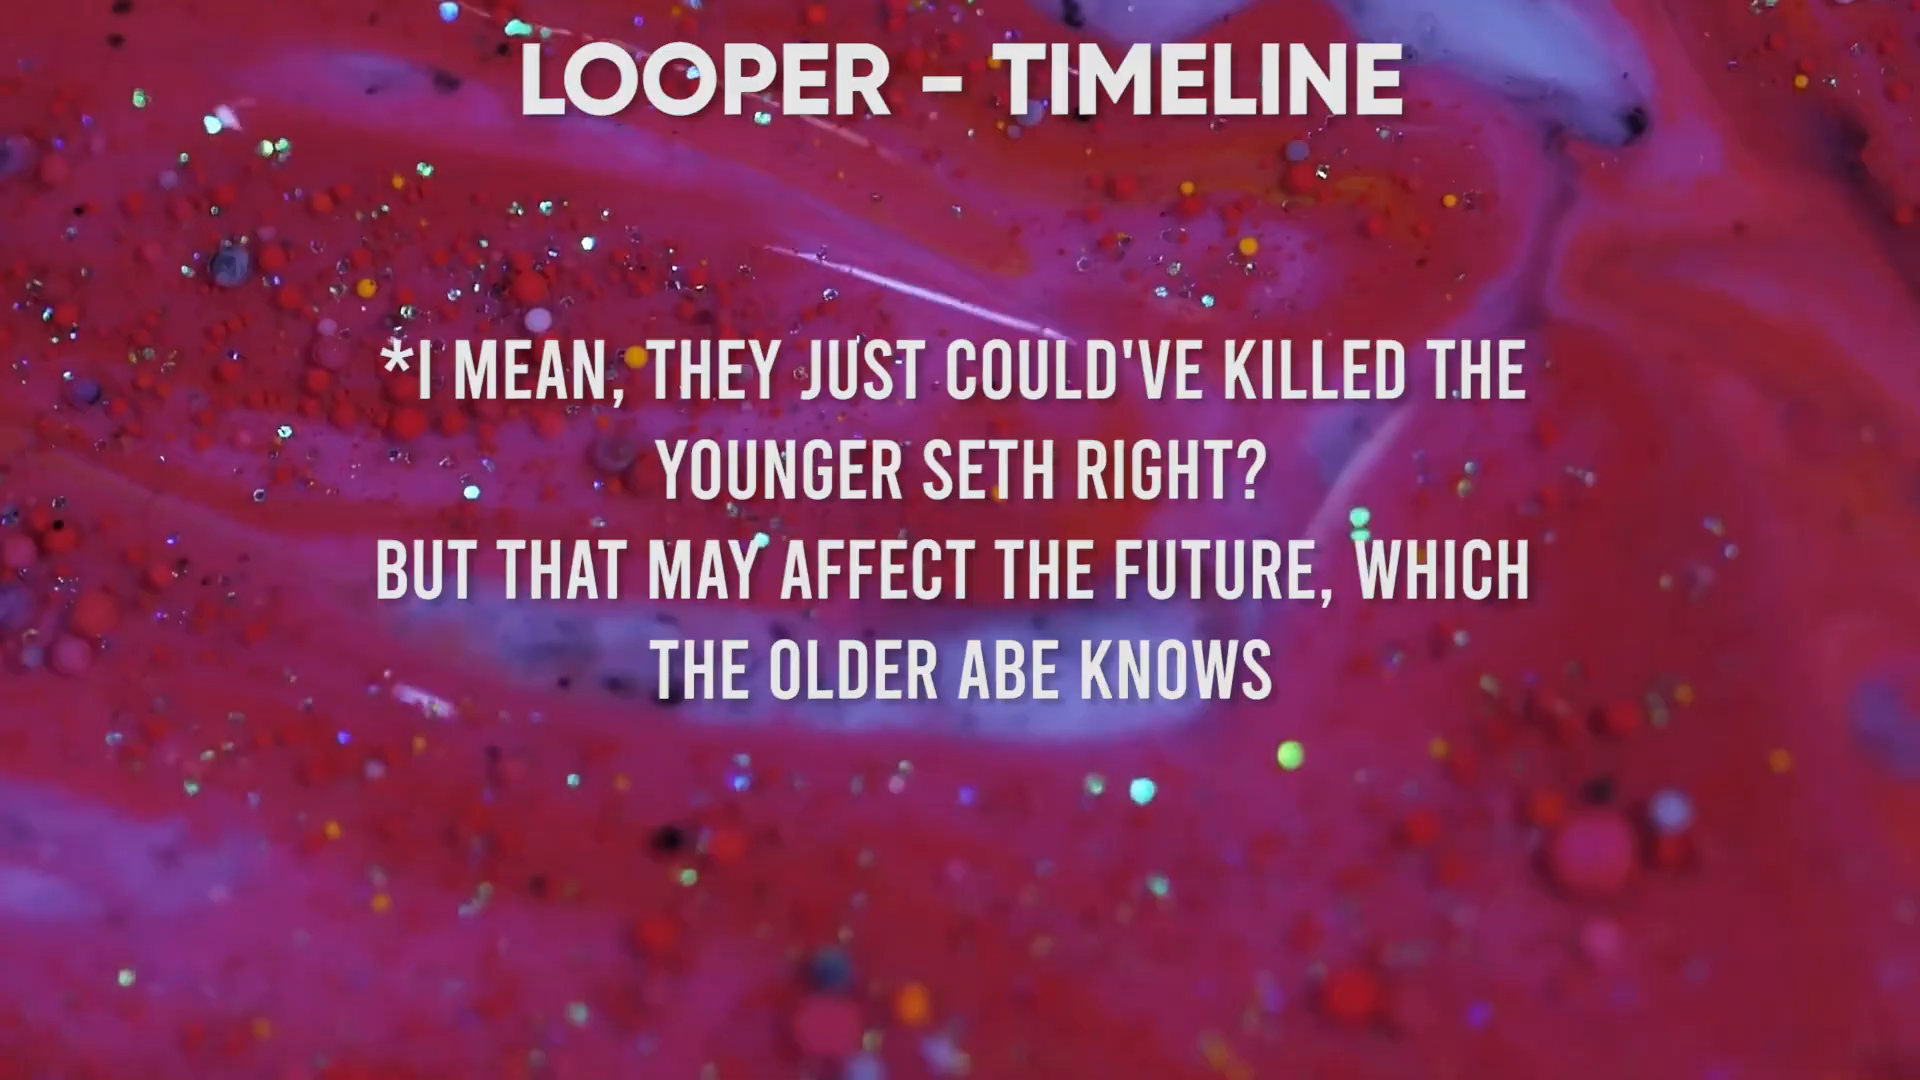 LOOPER - TIMELINE
*I MEAN, THEY JUST COULD'VE KILLED THE
YOUNGER SETH RIGHT?
BUT THAT MAY AFFECT THE FUTURE, WHICH
THE OLDER ABE KNOWS